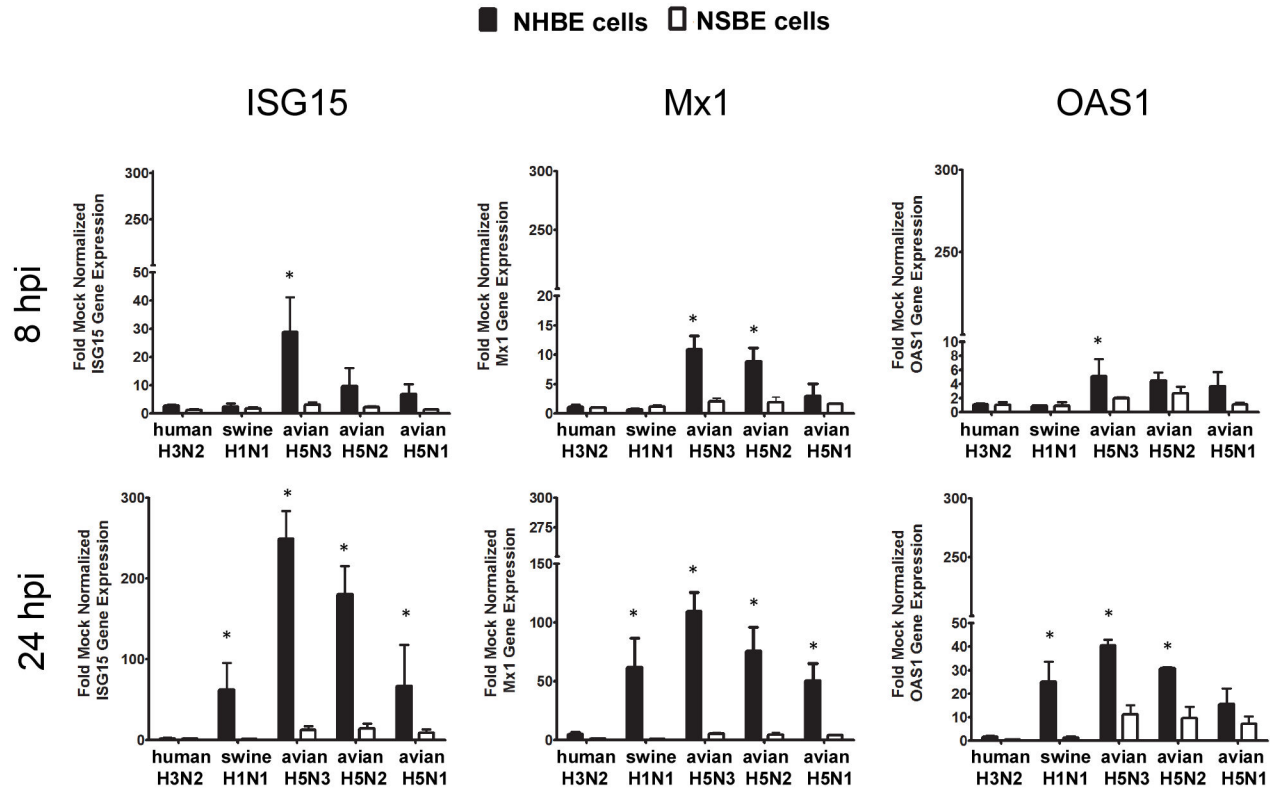 NHBE cells NSBE cells
ISG15 Mx1 OAS1
8 hpi
Fold Mock Normalized
ISG15 Gene Expression
300
250
50
40
30
20
10
0
*
human swine avian avian avian
H3N2 H1N1 H5N3 H5N2 H5N1
Fold Mock Normalized
Mx1 Gene Expression
300
250
20
15
10
5
0
* *
human swine avian avian avian
H3N2 H1N1 H5N3 H5N2 H5N1
Fold Mock Normalized
OAS1 Gene Expression
300
250
10
8
6
4
2
0
*
human swine avian avian avian
H3N2 H1N1 H5N3 H5N2 H5N1
24 hpi
Fold Mock Normalized
ISG15 Gene Expression
300
200
100
0
* * * *
human swine avian avian avian
H3N2 H1N1 H5N3 H5N2 H5N1
Fold Mock Normalized
Mx1 Gene Expression
300
275
150
100
50
0
* * * *
human swine avian avian avian
H3N2 H1N1 H5N3 H5N2 H5N1
Fold Mock Normalized
OAS1 Gene Expression
300
250
50
40
30
20
10
0
* * *
human swine avian avian avian
H3N2 H1N1 H5N3 H5N2 H5N1